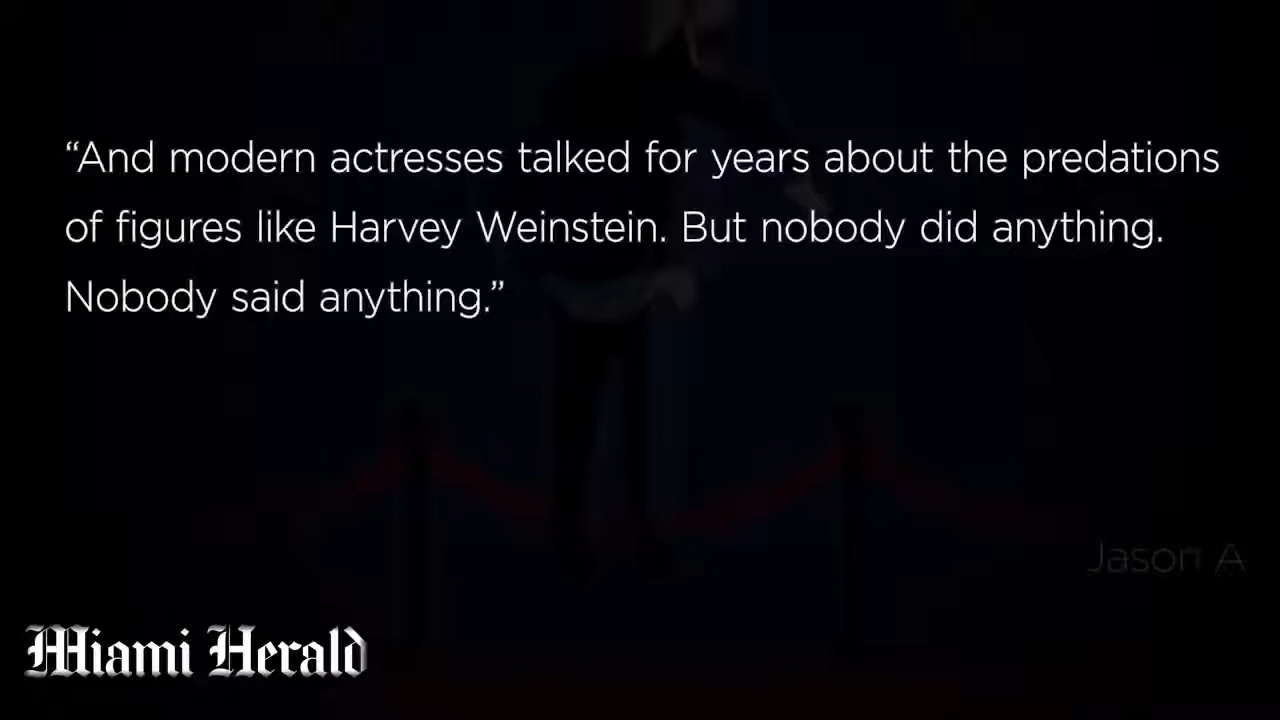 “And modern actresses talked for years about the predations
of figures like Harvey Weinstein. But nobody did anything.
Nobody said anything.”
Jason A
Miami Herald